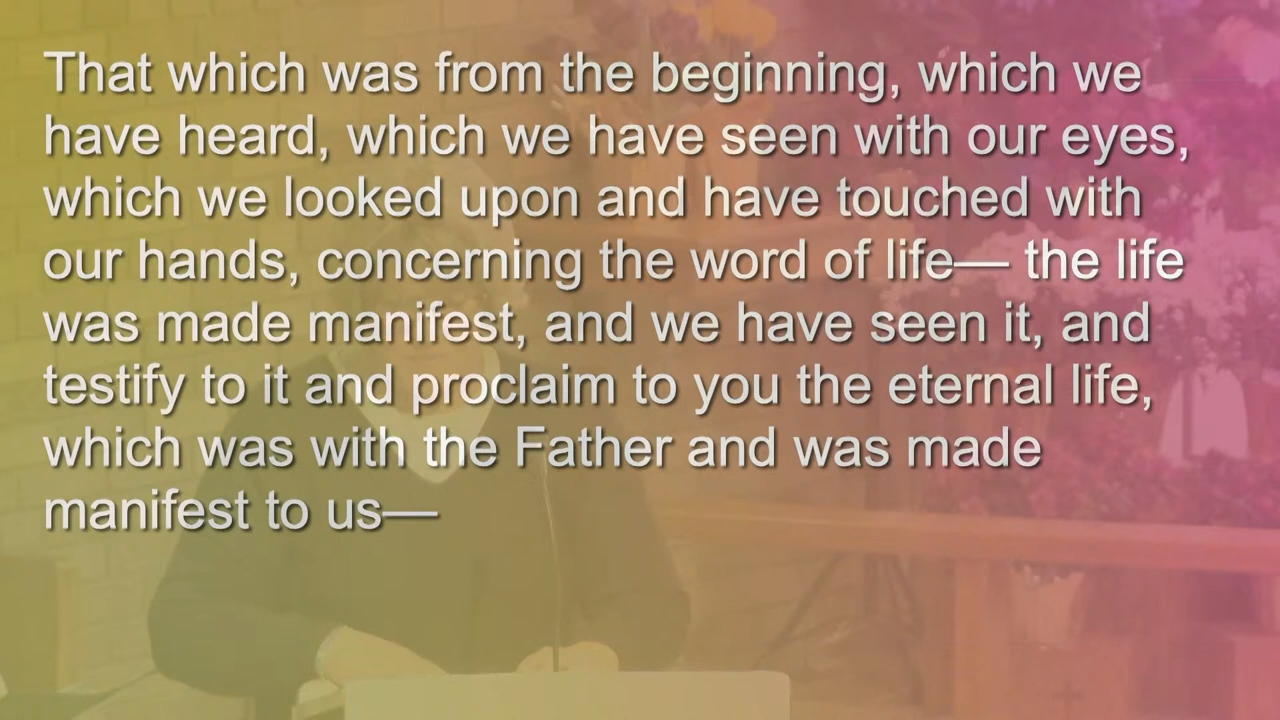 That which was from the beginning, which we
have heard, which we have seen with our eyes,
which we looked upon and have touched with
our hands, concerning the word of life— the life
was made manifest, and we have seen it, and
testify to it and proclaim to you the eternal life,
which was with the Father and was made
manifest to us—